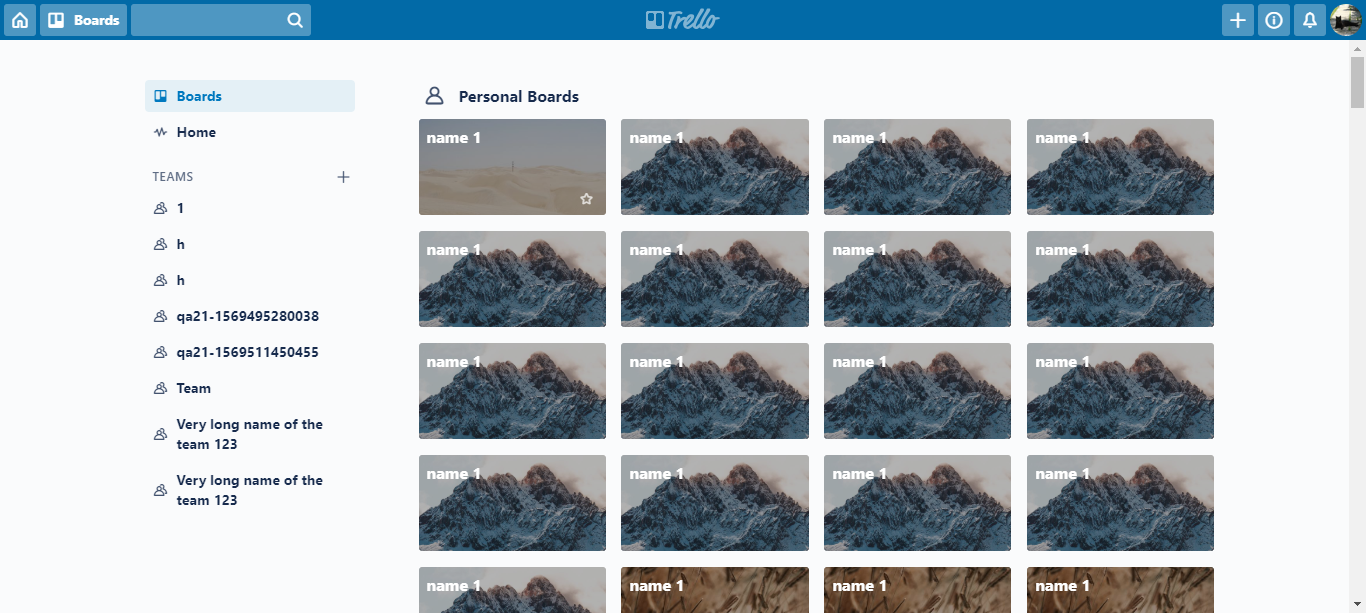 Boards
Trello
Boards
Home
TEAMS
1
h
h
qa21-1569495280038
qa21-1569511450455
Team
Very long name of the
team 123
Very long name of the
team 123
Personal Boards
name 1 name 1 name 1 name 1
name 1 name 1 name 1 name 1
name 1 name 1 name 1 name 1
name 1 name 1 name 1 name 1
name 1 name 1 name 1 name 1